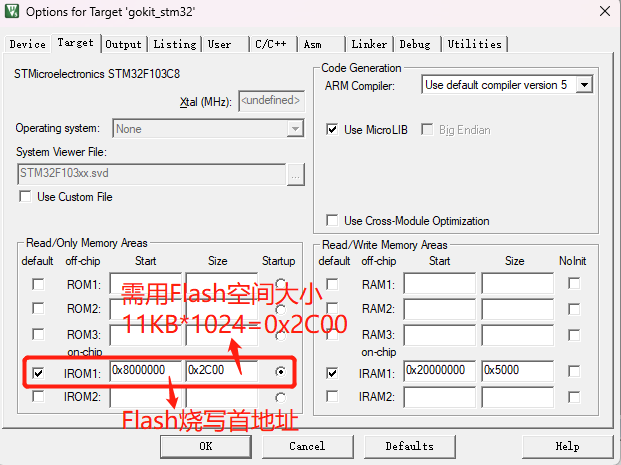 Options for Target 'gokit_stm32'
Device Target Output Listing User C/C++ Asm Linker Debug Utilities
STMicroelectronics STM32F103C8
Xtal (MHz): <undefined>
Operating system: None
System Viewer File:
STM32F103xx.svd ...
Use Custom File
Code Generation
ARM Compiler: Use default compiler version 5
Use MicroLIB Big Endian
Use Cross-Module Optimization
Read/Only Memory Areas
default off-chip Start Size Startup
ROM1:
ROM2:
ROM3:
on-chip
IROM1: 0x8000000 0x2C00
IROM2:
需用Flash空间大小
11KB*1024=0x2C00
Flash烧写首地址
Read/Write Memory Areas
default off-chip Start Size NoInit
RAM1:
RAM2:
RAM3:
on-chip
IRAM1: 0x20000000 0x5000
IRAM2:
OK Cancel Defaults Help